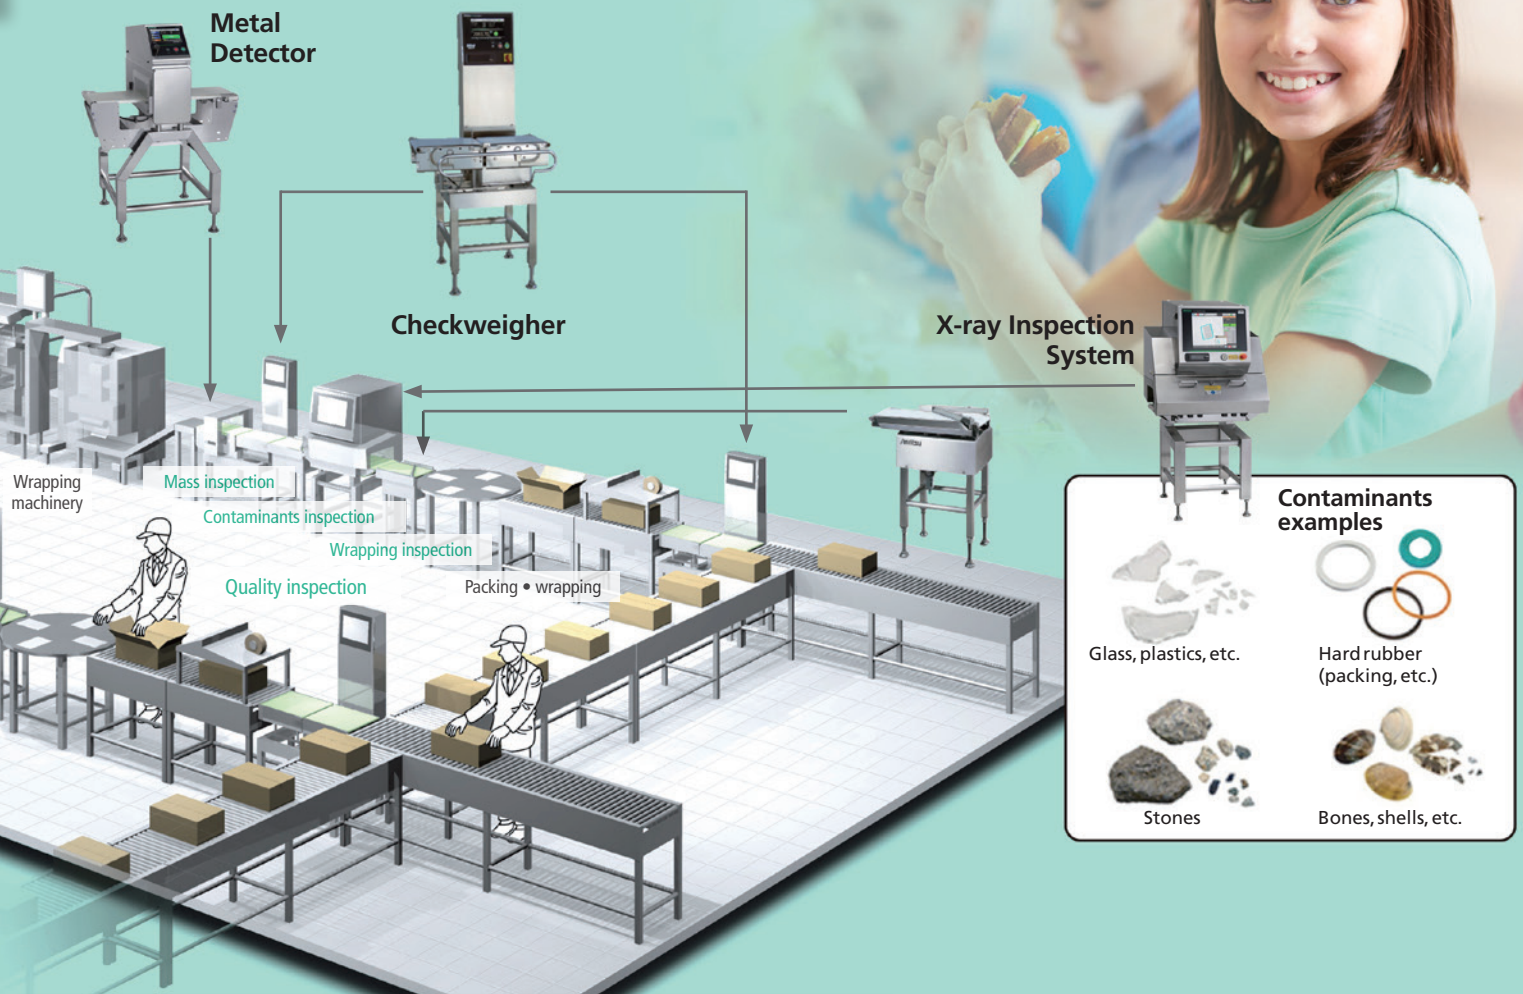 Metal
Detector
Checkweigher
X-ray Inspection
System
Wrapping
machinery
Mass inspection
Contaminants inspection
Wrapping inspection
Quality inspection
Packing • wrapping
Contaminants
examples
Glass, plastics, etc.
Hard rubber
(packing, etc.)
Stones
Bones, shells, etc.